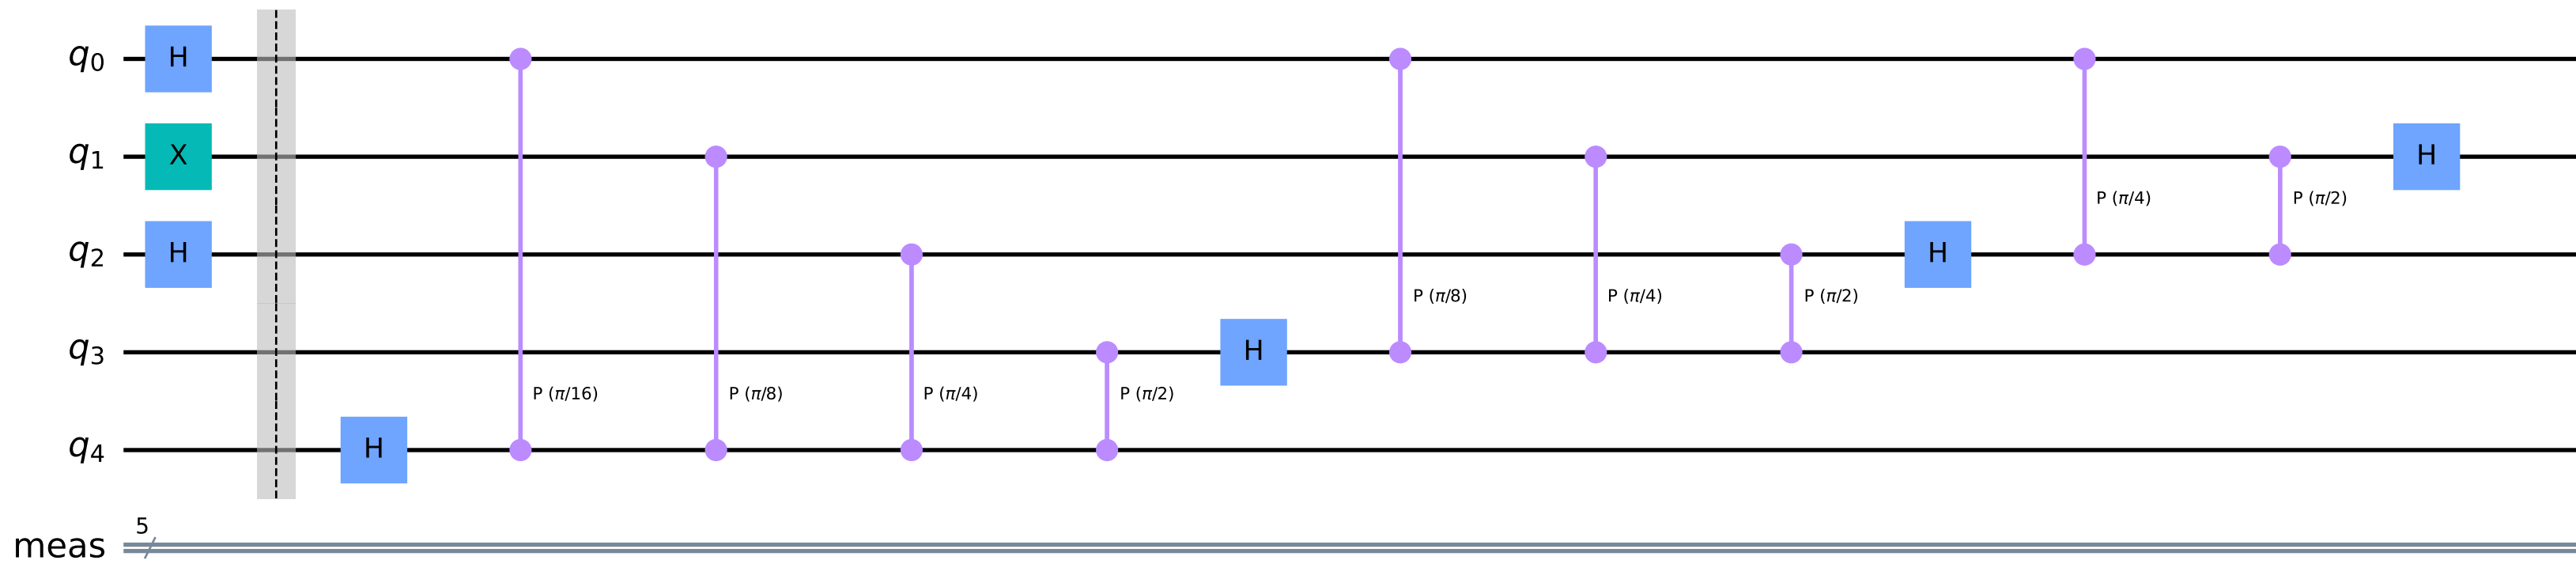 q0 H
q1 X H
P (π/4) P (π/2)
q2 H H
P (π/8) P (π/4) P (π/2)
q3 H
P (π/16) P (π/8) P (π/4) P (π/2)
q4 H
5
meas